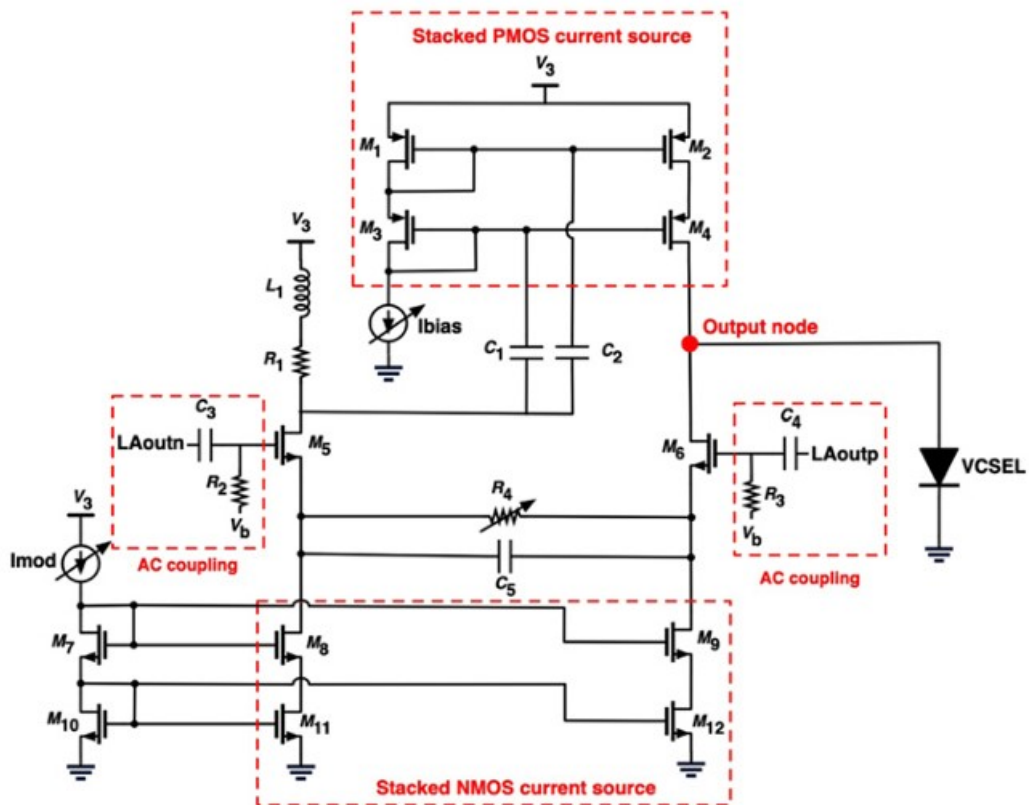 Stacked PMOS current source
V3
M1
M2
M3
M4
V3
L1
R1
Ibias
C1
C2
Output node
C3
LAoutn
M5
R2
Vb
AC coupling
C4
M6
LAoutp
R3
Vb
AC coupling
VCSEL
R4
C5
V3
Imod
M7
M8
M9
M10
M11
M12
Stacked NMOS current source